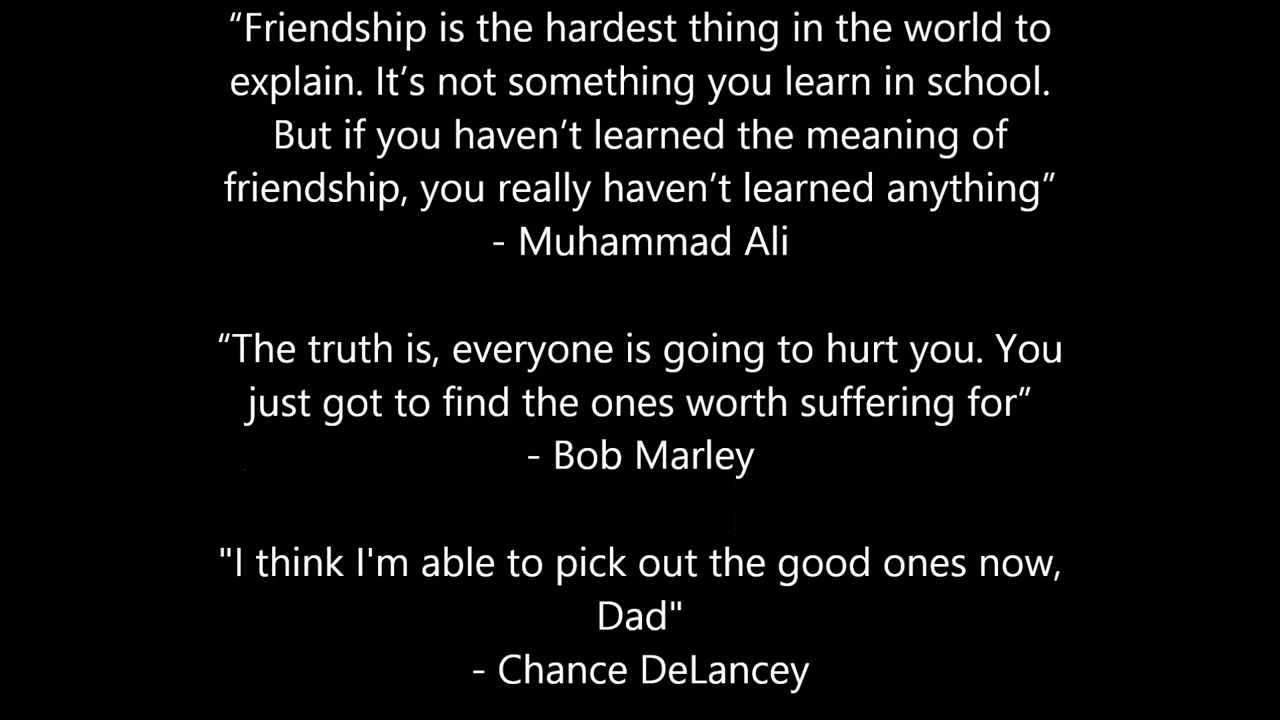 “Friendship is the hardest thing in the world to
explain. It’s not something you learn in school.
But if you haven’t learned the meaning of
friendship, you really haven’t learned anything”
- Muhammad Ali
“The truth is, everyone is going to hurt you. You
just got to find the ones worth suffering for”
- Bob Marley
"I think I'm able to pick out the good ones now,
Dad"
- Chance DeLancey